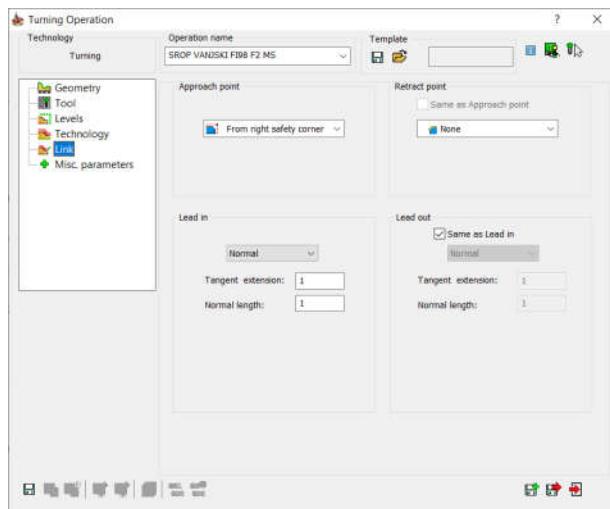 Turning Operation
?
Technology
Turning
Operation name
SROP VANJSKI FI98 F2 MS
Template
Geometry
Tool
Levels
Technology
Link
Misc. parameters
Approach point
From right safety corner
Retract point
Same as Approach point
None
Lead in
Normal
Tangent extension:
1
Normal length:
1
Lead out
Same as Lead in
Normal
Tangent extension:
1
Normal length:
1